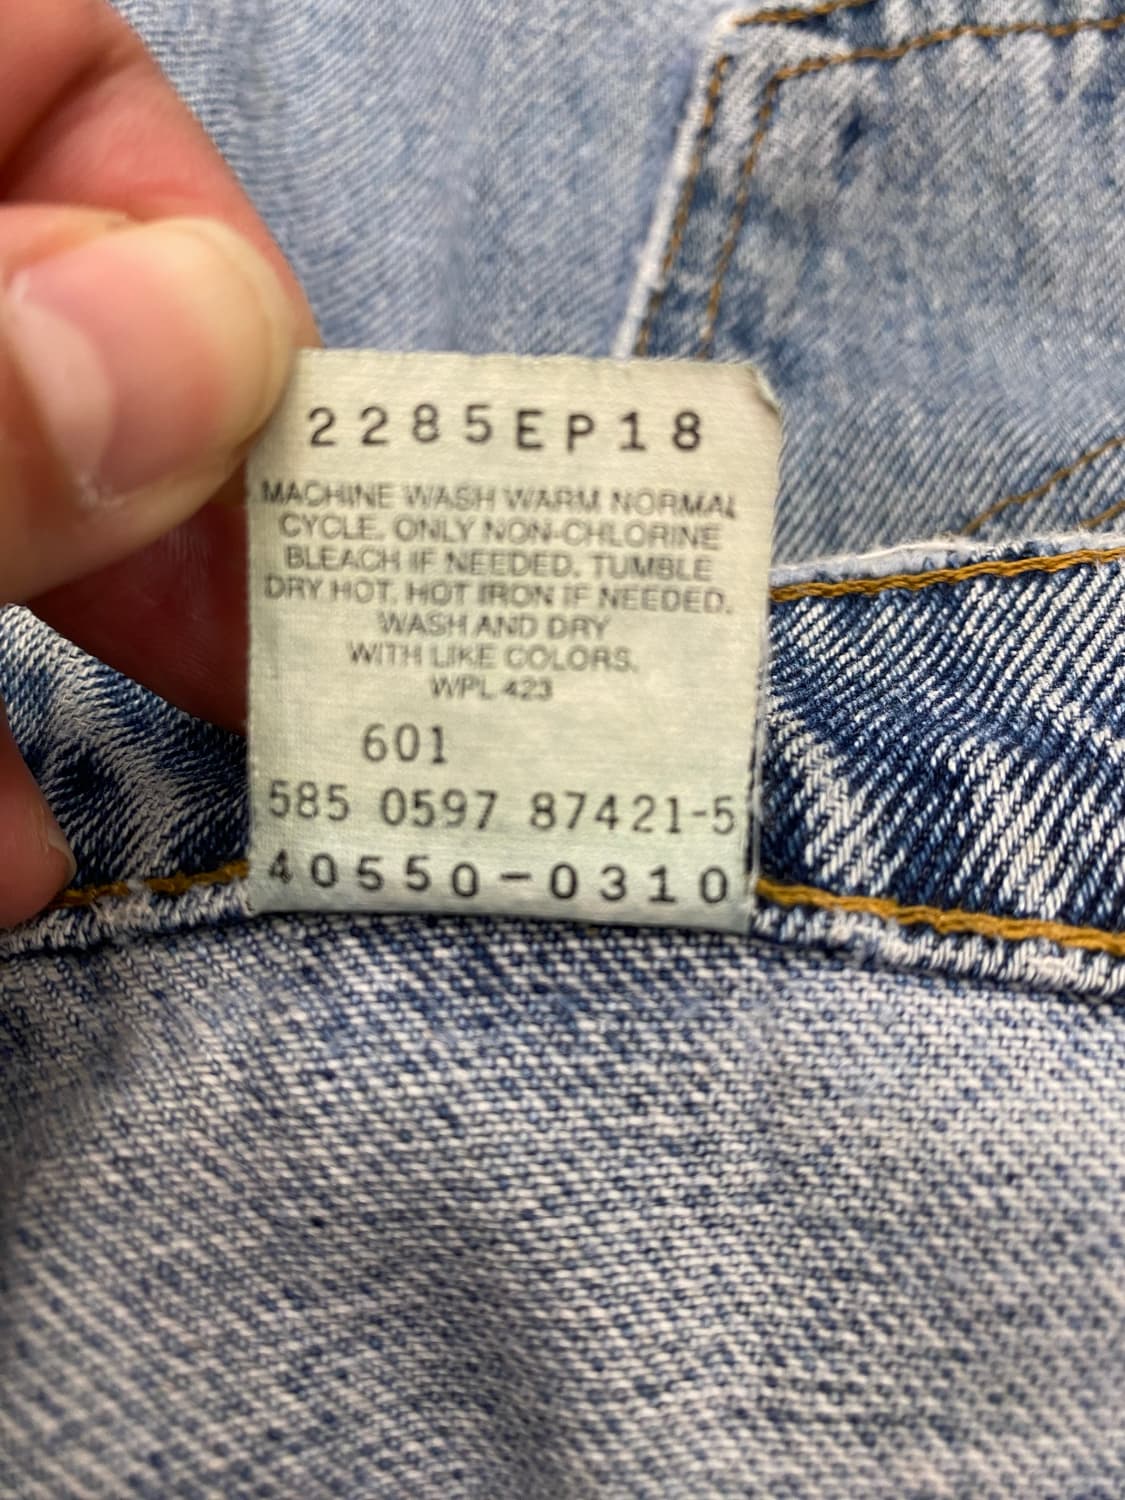 2285EP18
MACHINE WASH WARM NORMAL
CYCLE. ONLY NON-CHLORINE
BLEACH IF NEEDED. TUMBLE
DRY HOT. HOT IRON IF NEEDED.
WASH AND DRY
WITH LIKE COLORS.
WPL 423
601
585 0597 87421-5
40550-0310